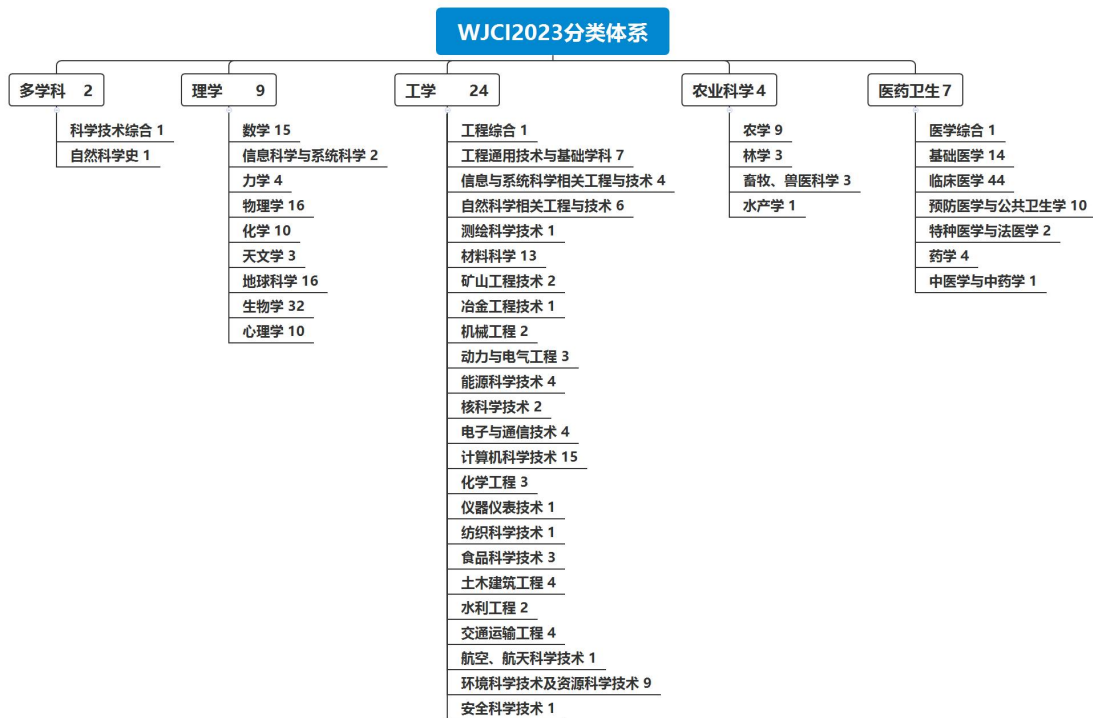 WJCI2023分类体系
多学科 2
科学技术综合 1
自然科学史 1
理学 9
数学 15
信息科学与系统科学 2
力学 4
物理学 16
化学 10
天文学 3
地球科学 16
生物学 32
心理学 10
工学 24
工程综合 1
工程通用技术与基础学科 7
信息与系统科学相关工程与技术 4
自然科学相关工程与技术 6
测绘科学技术 1
材料科学 13
矿山工程技术 2
冶金工程技术 1
机械工程 2
动力与电气工程 3
能源科学技术 4
核科学技术 2
电子与通信技术 4
计算机科学技术 15
化学工程 3
仪器仪表技术 1
纺织科学技术 1
食品科学技术 3
土木建筑工程 4
水利工程 2
交通运输工程 4
航空、航天科学技术 1
环境科学技术及资源科学技术 9
安全科学技术 1
农业科学 4
农学 9
林学 3
畜牧、兽医科学 3
水产学 1
医药卫生 7
医学综合 1
基础医学 14
临床医学 44
预防医学与公共卫生学 10
特种医学与法医学 2
药学 4
中医学与中药学 1